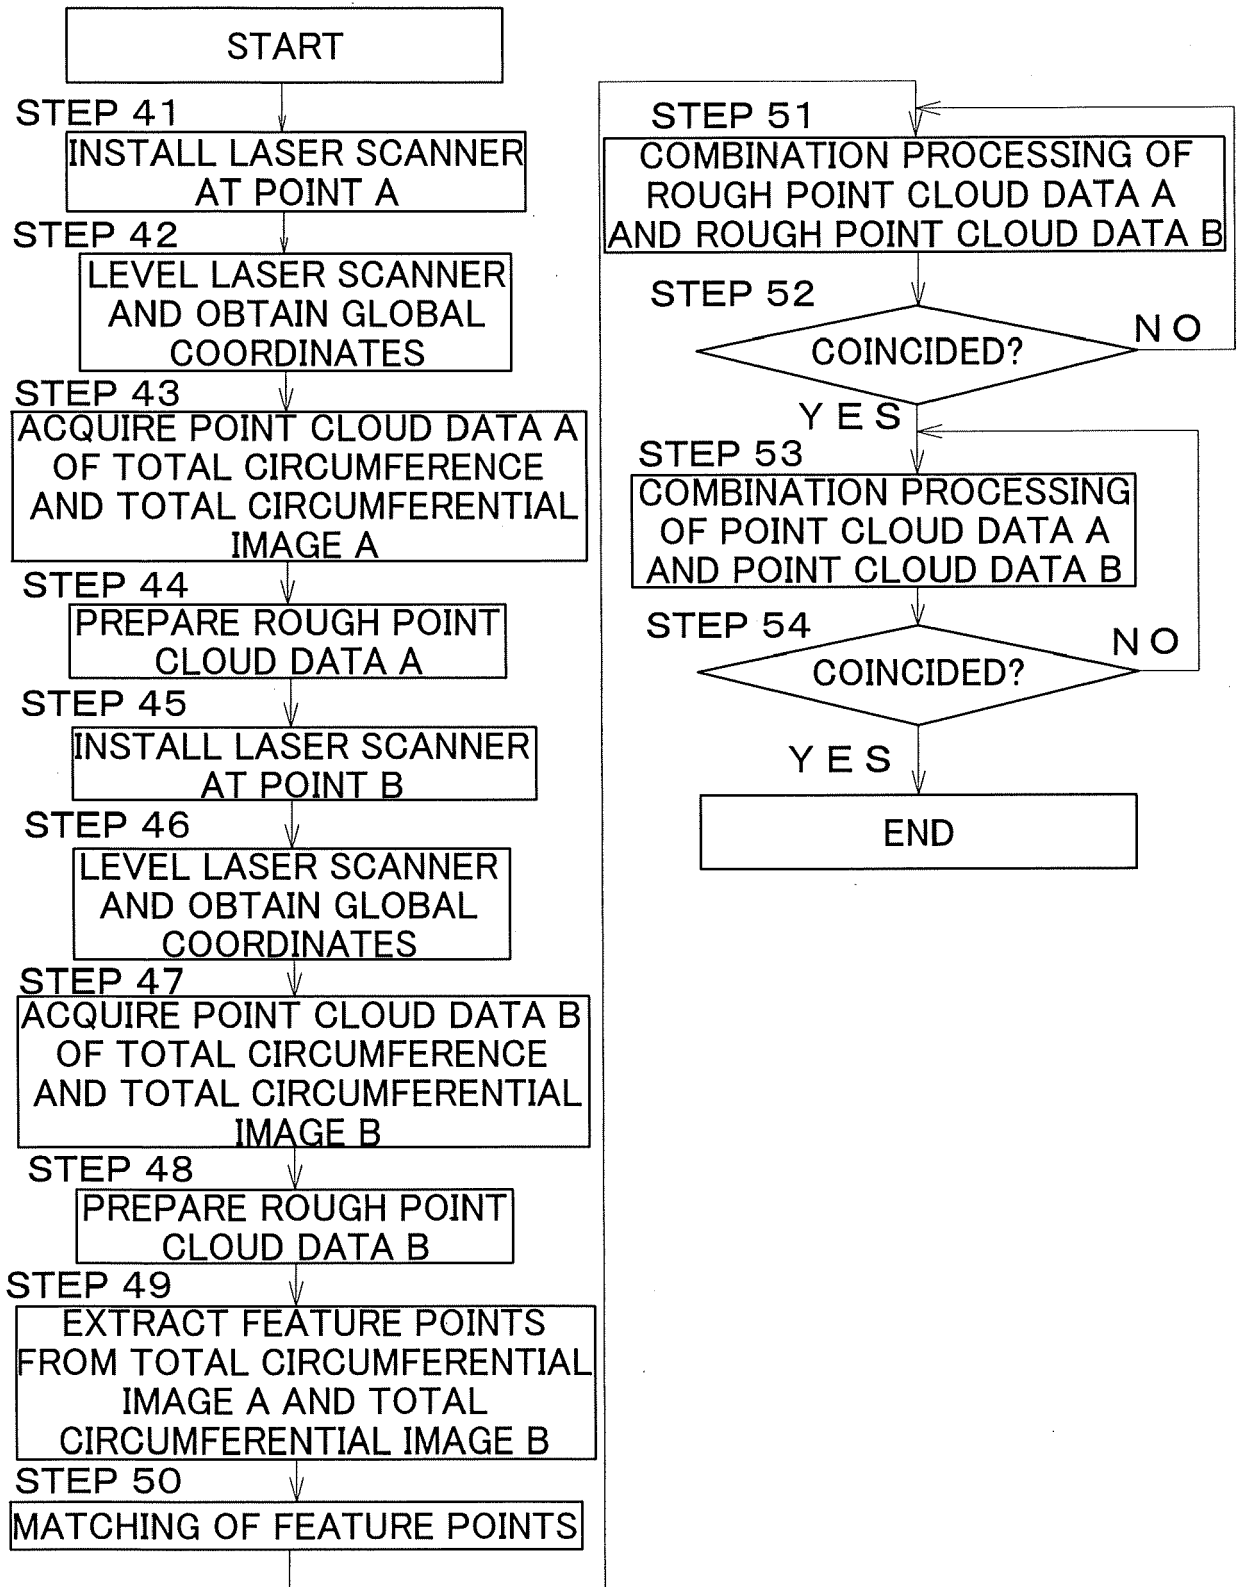 START
STEP 41
INSTALL LASER SCANNER
AT POINT A
STEP 42
LEVEL LASER SCANNER
AND OBTAIN GLOBAL
COORDINATES
STEP 43
ACQUIRE POINT CLOUD DATA A
OF TOTAL CIRCUMFERENCE
AND TOTAL CIRCUMFERENTIAL
IMAGE A
STEP 44
PREPARE ROUGH POINT
CLOUD DATA A
STEP 45
INSTALL LASER SCANNER
AT POINT B
STEP 46
LEVEL LASER SCANNER
AND OBTAIN GLOBAL
COORDINATES
STEP 47
ACQUIRE POINT CLOUD DATA B
OF TOTAL CIRCUMFERENCE
AND TOTAL CIRCUMFERENTIAL
IMAGE B
STEP 48
PREPARE ROUGH POINT
CLOUD DATA B
STEP 49
EXTRACT FEATURE POINTS
FROM TOTAL CIRCUMFERENTIAL
IMAGE A AND TOTAL
CIRCUMFERENTIAL IMAGE B
STEP 50
MATCHING OF FEATURE POINTS
STEP 51
COMBINATION PROCESSING OF
ROUGH POINT CLOUD DATA A
AND ROUGH POINT CLOUD DATA B
STEP 52
COINCIDED?
NO
YES
STEP 53
COMBINATION PROCESSING
OF POINT CLOUD DATA A
AND POINT CLOUD DATA B
STEP 54
COINCIDED?
NO
YES
END